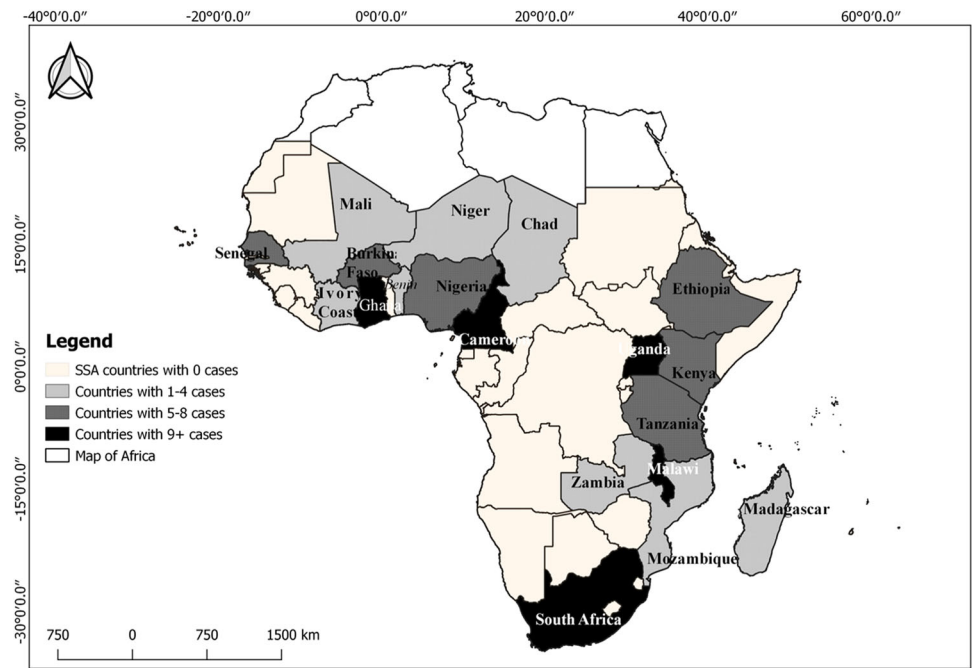 -40°0'0.0" -20°0'0.0" 0°0'0.0" 20°0'0.0" 40°0'0.0" 60°0'0.0"
30°0'0.0"
15°0'0.0"
0°0'0.0"
-15°0'0.0"
-30°0'0.0"
Mali
Niger
Chad
Senegal
Burkina
Faso
Benin
Nigeria
Ethiopia
Ivory
Coast
Ghana
Cameroon
Uganda
Kenya
Tanzania
Malawi
Zambia
Madagascar
Mozambique
South Africa
Legend
SSA countries with 0 cases
Countries with 1-4 cases
Countries with 5-8 cases
Countries with 9+ cases
Map of Africa
750 0 750 1500 km